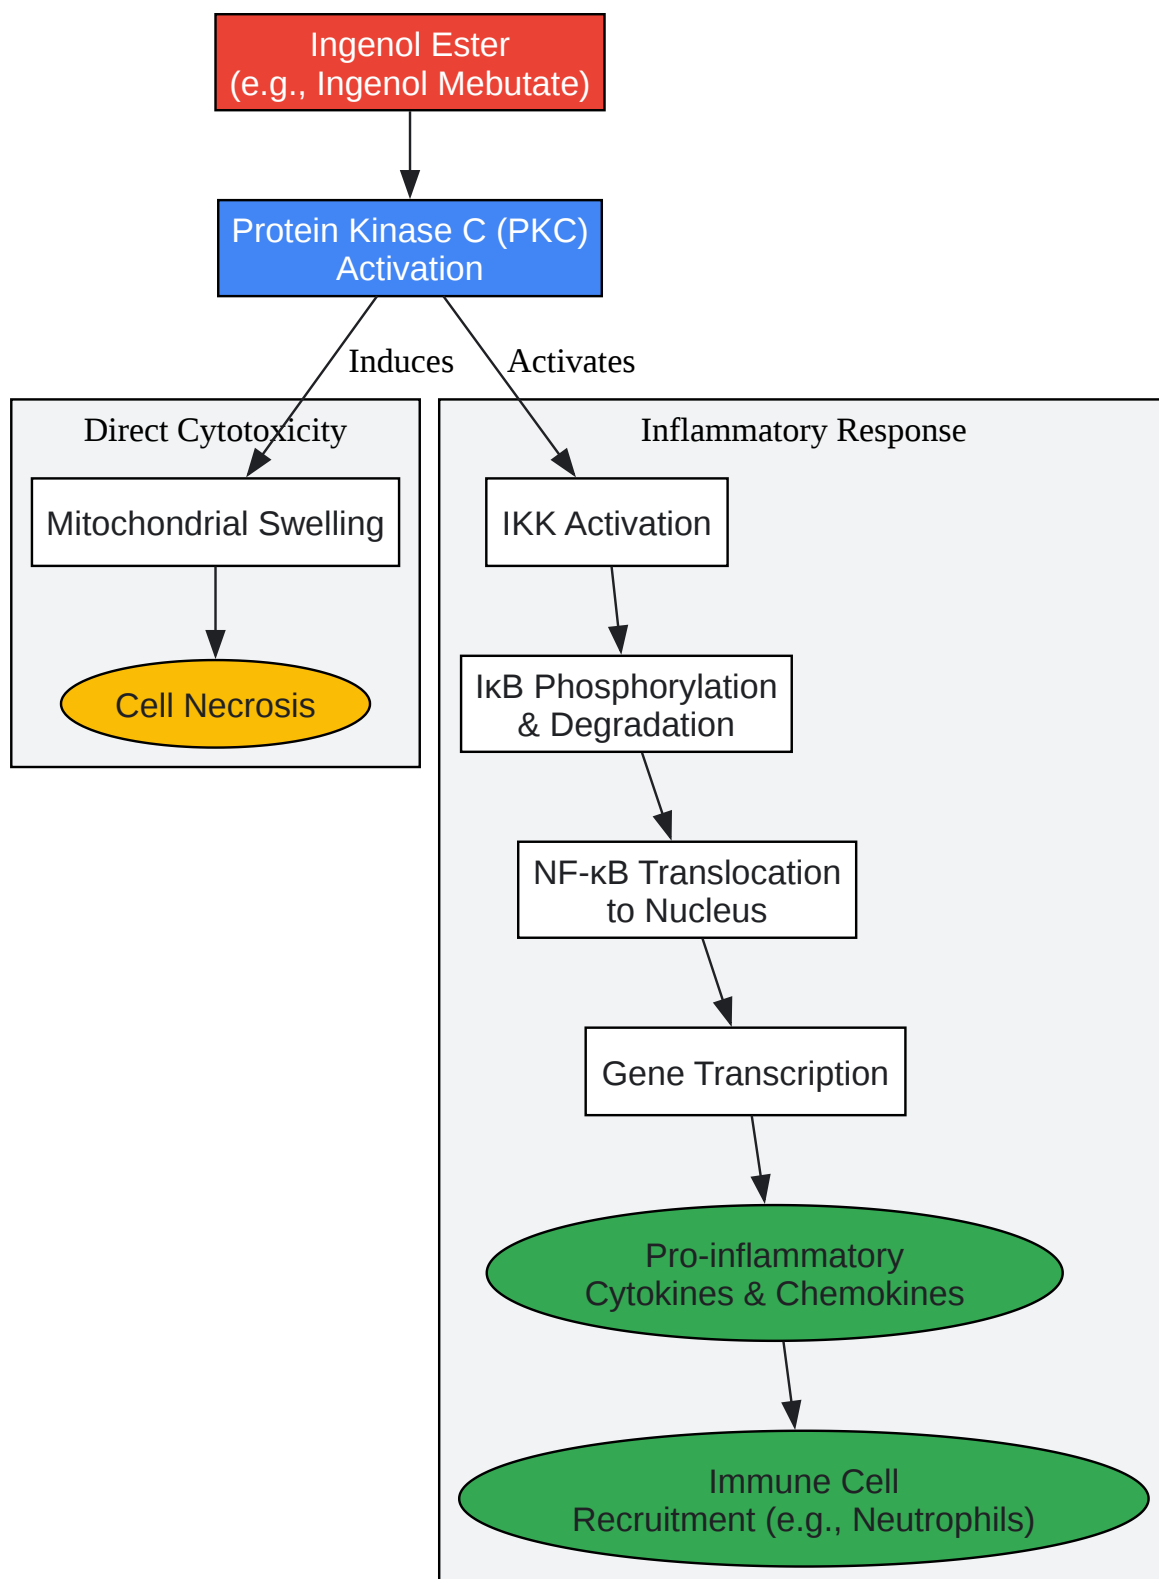 Ingenol Ester
(e.g., Ingenol Mebutate)
Protein Kinase C (PKC)
Activation
Induces
Activates
Direct Cytotoxicity
Mitochondrial Swelling
Cell Necrosis
Inflammatory Response
IKK Activation
IκB Phosphorylation
& Degradation
NF-κB Translocation
to Nucleus
Gene Transcription
Pro-inflammatory
Cytokines & Chemokines
Immune Cell
Recruitment (e.g., Neutrophils)